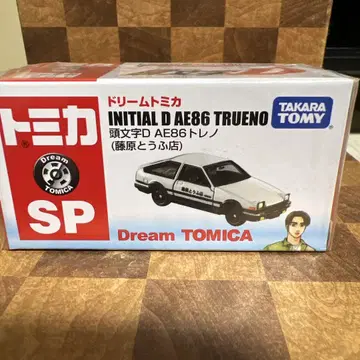 トミカ
Dream
TOMICA
SP
ドリームトミカ
INITIAL D AE86 TRUENO
頭文字D AE86トレノ
(藤原とうふ店)
TAKARA
TOMY
藤原とうふ店
Dream TOMICA